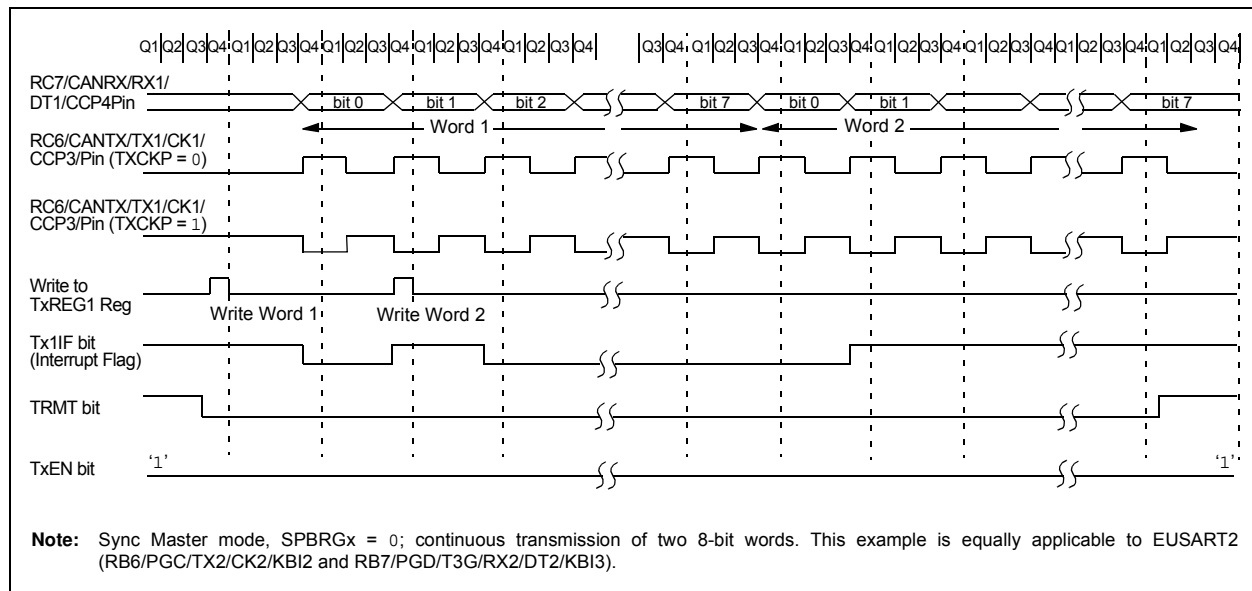 Q1 Q2 Q3 Q4 Q1 Q2 Q3 Q4 Q1 Q2 Q3 Q4 Q1 Q2 Q3 Q4 Q1 Q2 Q3 Q4 Q3 Q4 Q1 Q2 Q3 Q4 Q1 Q2 Q3 Q4 Q1 Q2 Q3 Q4 Q1 Q2 Q3 Q4 Q1 Q2 Q3 Q4 Q1 Q2 Q3 Q4
RC7/CANRX/RX1/
DT1/CCP4Pin
bit 0 bit 1 bit 2 bit 7 bit 0 bit 1 bit 7
Word 1 Word 2
RC6/CANTX/TX1/CK1/
CCP3/Pin (TXCKP = 0)
RC6/CANTX/TX1/CK1/
CCP3/Pin (TXCKP = 1)
Write to
TxREG1 Reg
Write Word 1 Write Word 2
Tx1IF bit
(Interrupt Flag)
TRMT bit
TxEN bit
‘1’ ‘1’
Note: Sync Master mode, SPBRGx = 0; continuous transmission of two 8-bit words. This example is equally applicable to EUSART2
(RB6/PGC/TX2/CK2/KBI2 and RB7/PGD/T3G/RX2/DT2/KBI3).